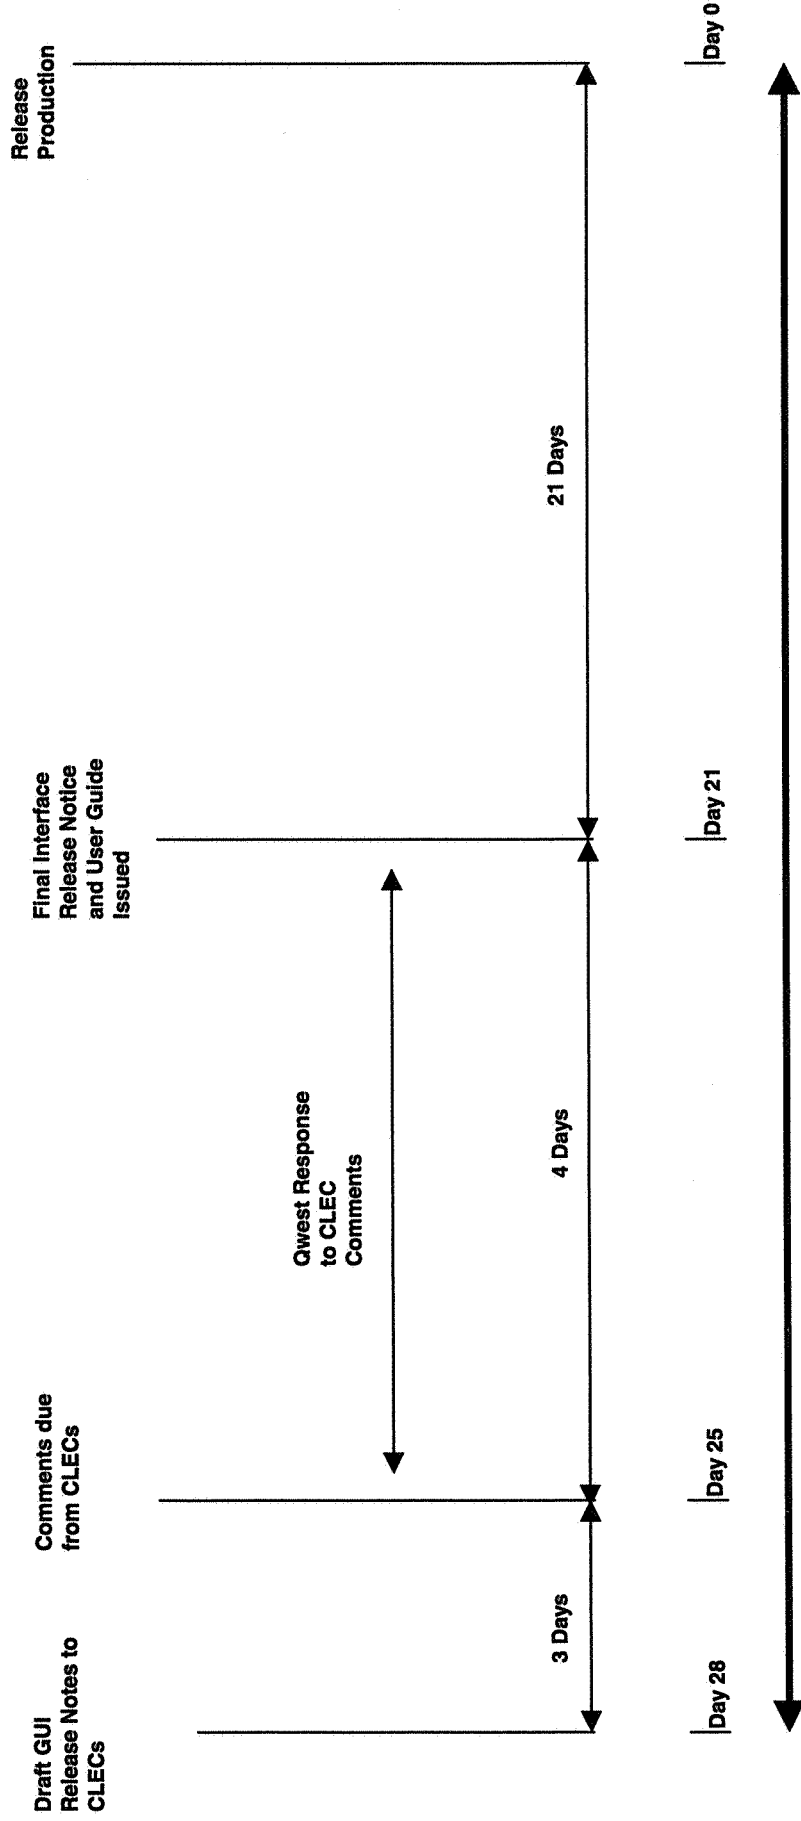 Draft GUI
Release Notes to
CLECs
Comments due
from CLECs
Final Interface
Release Notice
and User Guide
Issued
Release
Production
Qwest Response
to CLEC
Comments
3 Days
4 Days
21 Days
Day 28
Day 25
Day 21
Day 0